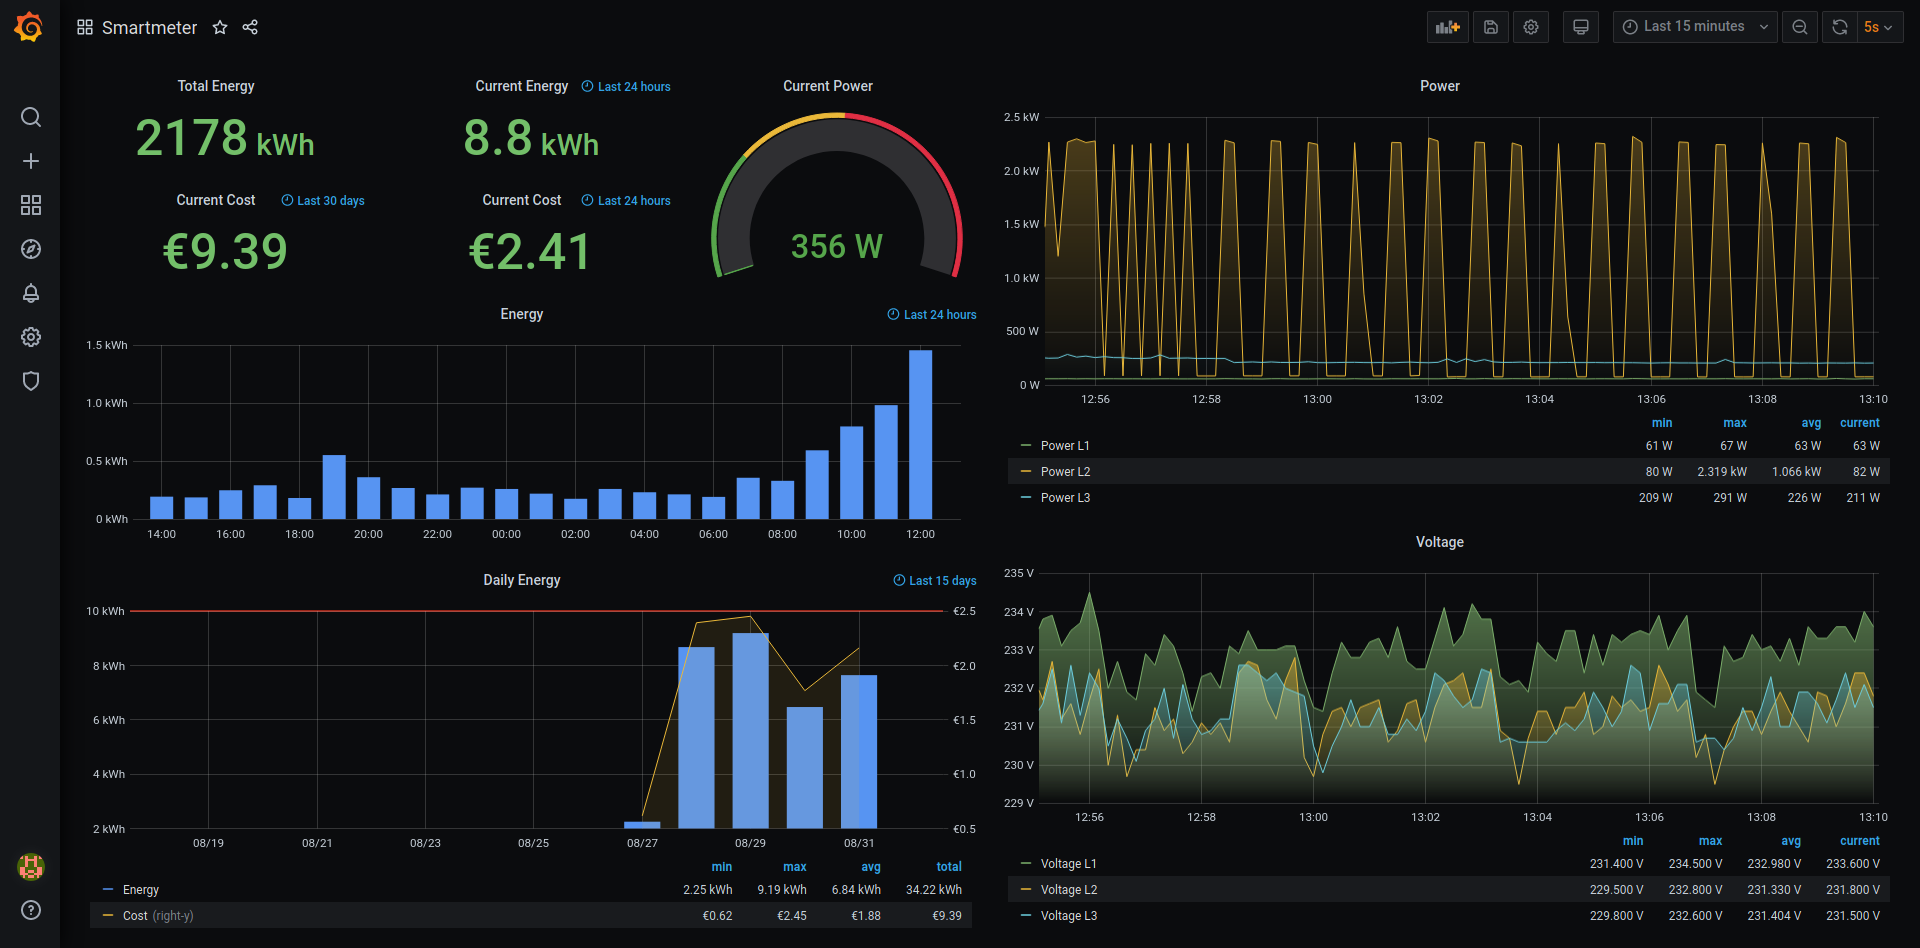 Smartmeter
Last 15 minutes
5s
Total Energy
2178 kWh
Current Energy Last 24 hours
8.8 kWh
Current Power
356 W
Current Cost Last 30 days
€9.39
Current Cost Last 24 hours
€2.41
Energy Last 24 hours
1.5 kWh
1.0 kWh
0.5 kWh
0 kWh
14:00 16:00 18:00 20:00 22:00 00:00 02:00 04:00 06:00 08:00 10:00 12:00
Daily Energy Last 15 days
10 kWh €2.5
8 kWh €2.0
6 kWh €1.5
4 kWh €1.0
2 kWh €0.5
08/19 08/21 08/23 08/25 08/27 08/29 08/31
min max avg total
Energy 2.25 kWh 9.19 kWh 6.84 kWh 34.22 kWh
Cost (right-y) €0.62 €2.45 €1.88 €9.39
Power
2.5 kW
2.0 kW
1.5 kW
1.0 kW
500 W
0 W
12:56 12:58 13:00 13:02 13:04 13:06 13:08 13:10
min max avg current
Power L1 61 W 67 W 63 W 63 W
Power L2 80 W 2.319 kW 1.066 kW 82 W
Power L3 209 W 291 W 226 W 211 W
Voltage
235 V
234 V
233 V
232 V
231 V
230 V
229 V
12:56 12:58 13:00 13:02 13:04 13:06 13:08 13:10
min max avg current
Voltage L1 231.400 V 234.500 V 232.980 V 233.600 V
Voltage L2 229.500 V 232.800 V 231.330 V 231.800 V
Voltage L3 229.800 V 232.600 V 231.404 V 231.500 V